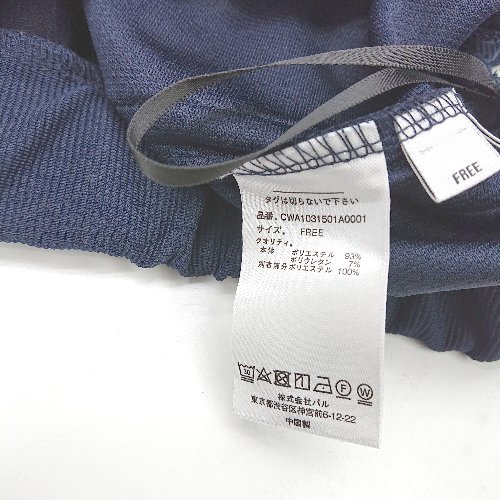 タグは切らないで下さい
品番. CWA1031501A0001
サイズ. FREE
クオリティ.
本体 ポリエステル 93%
ポリウレタン 7%
別布部分ポリエステル 100%
株式会社パル
東京都渋谷区神宮前6-12-22
中国製
FREE